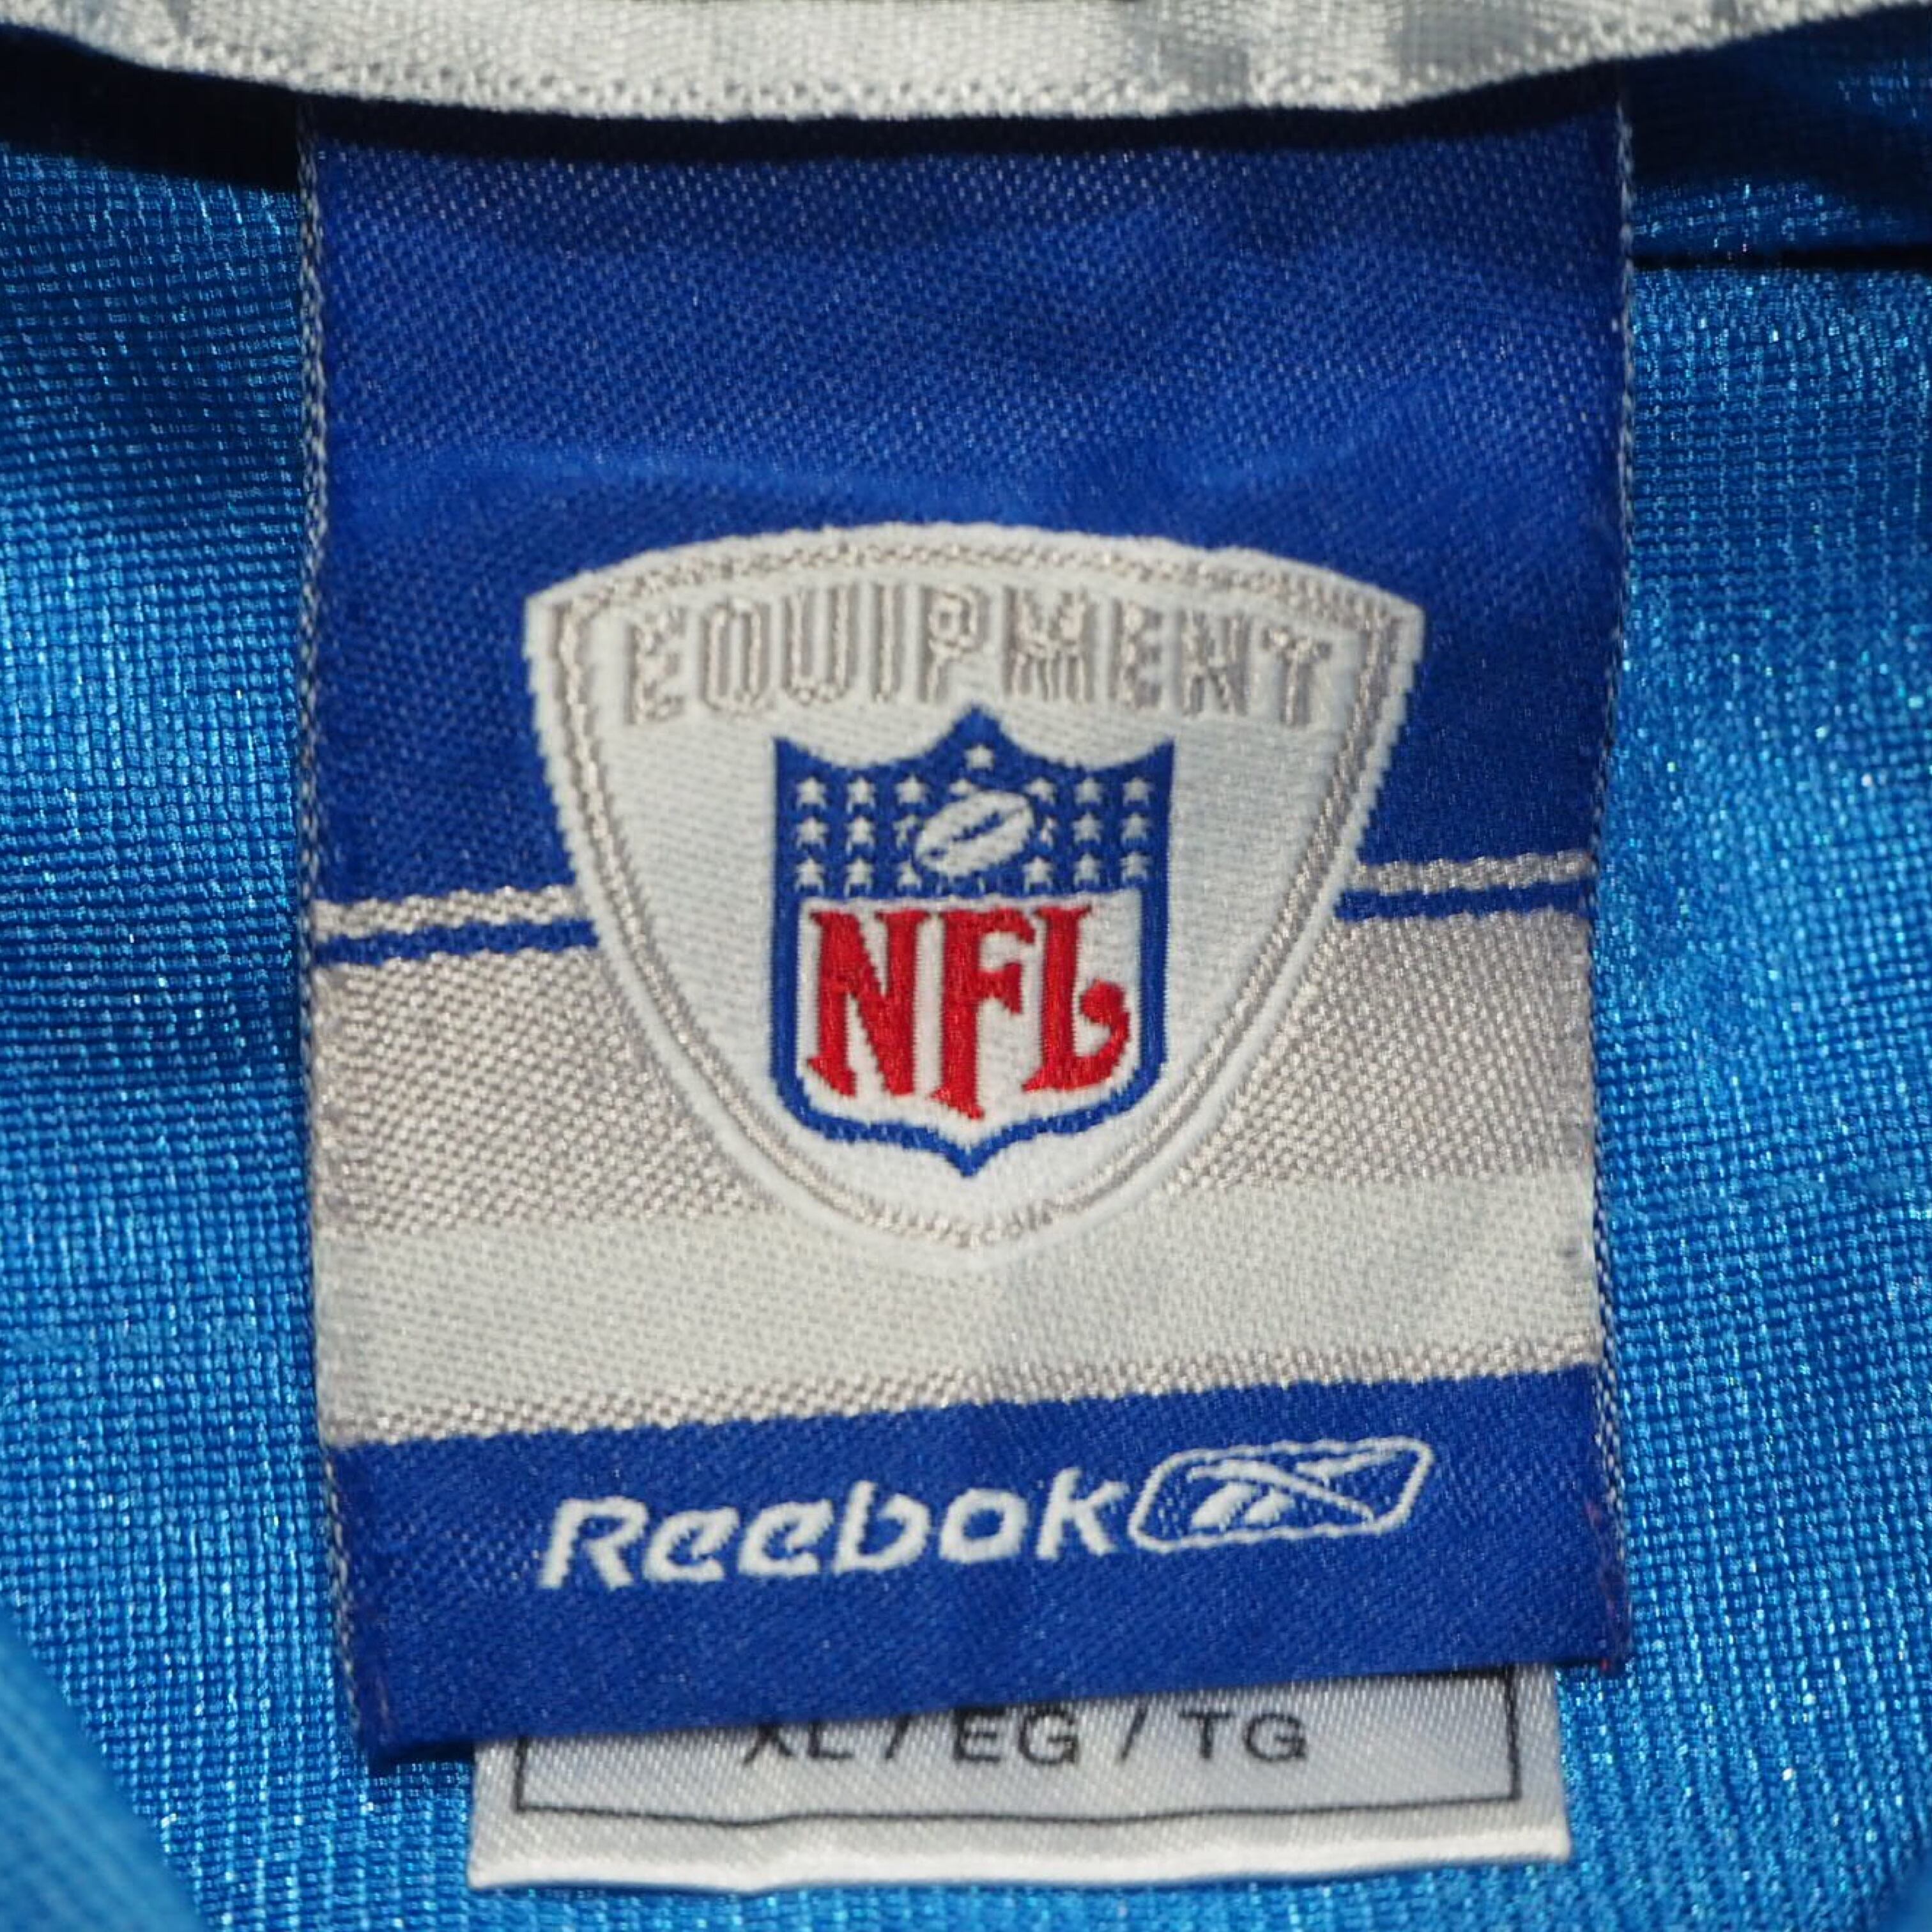 EQUIPMENT
NFL
Reebok
XL / EG / TG